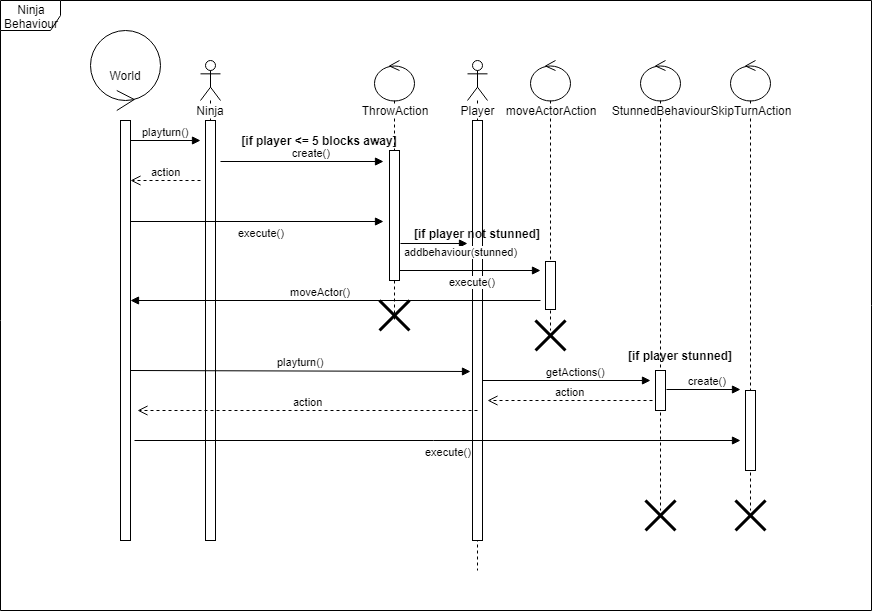 Ninja
Behaviour
World
Ninja
ThrowAction
Player
moveActorAction
StunnedBehaviour
SkipTurnAction
playturn()
[if player <= 5 blocks away]
create()
action
execute()
[if player not stunned]
addbehaviour(stunned)
execute()
moveActor()
[if player stunned]
playturn()
getActions()
create()
action
action
execute()